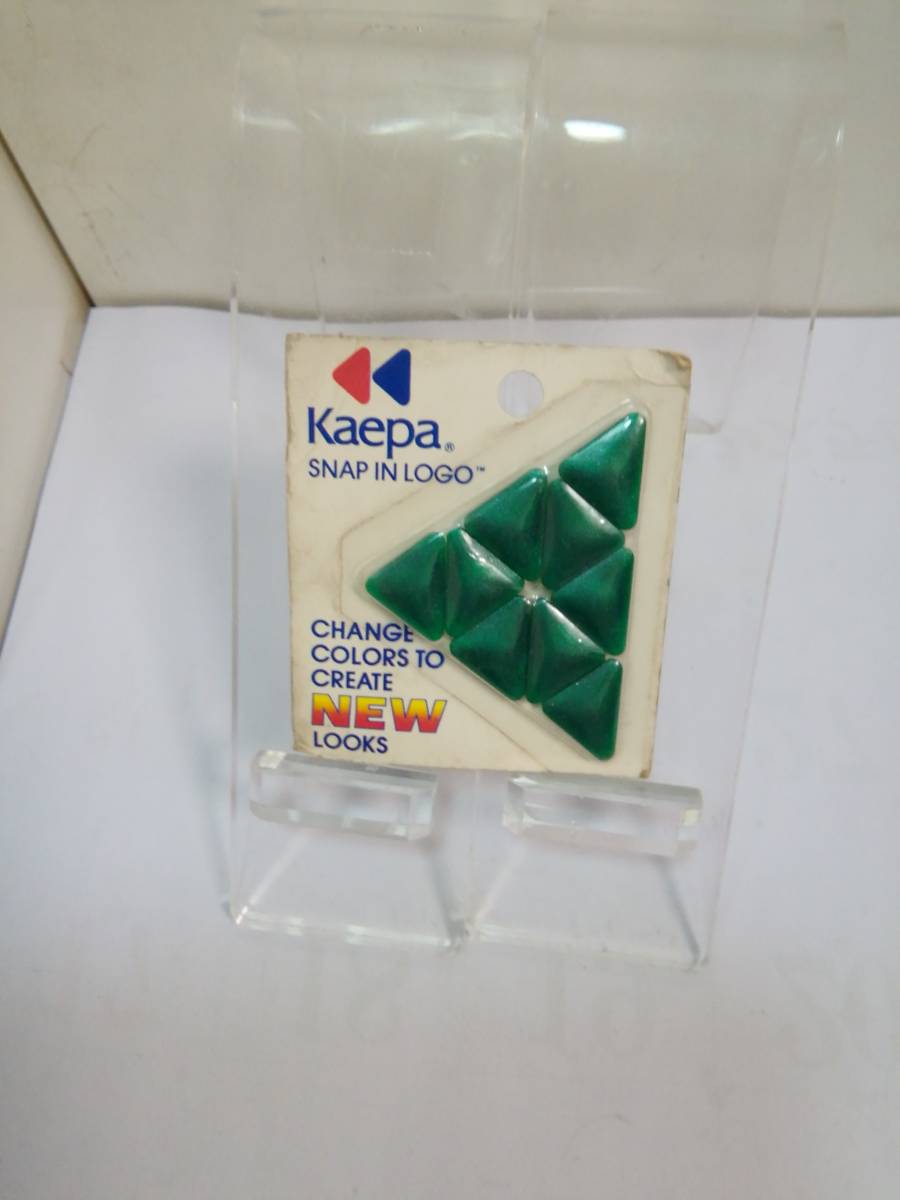 Kaepa®
SNAP IN LOGO™
CHANGE
COLORS TO
CREATE
NEW
LOOKS